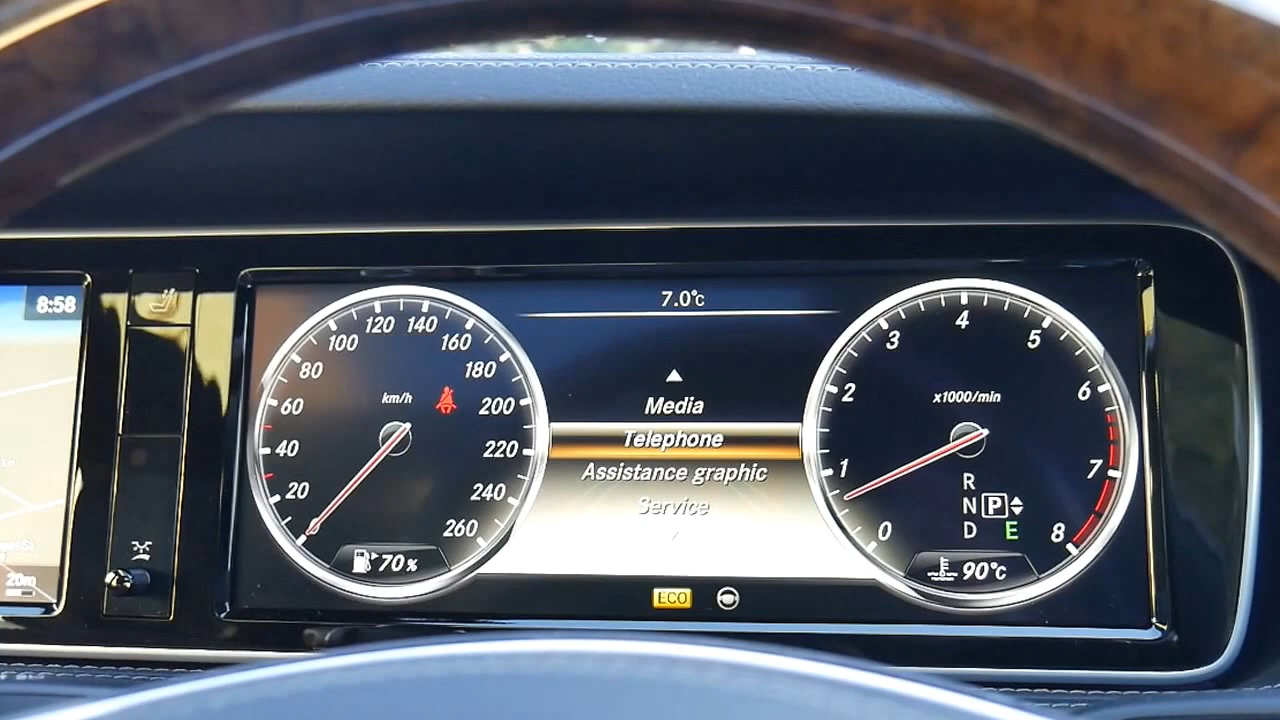 8:58
20m
7.0°C
Media
Telephone
Assistance graphic
Service
ECO
km/h
20
40
60
80
100
120
140
160
180
200
220
240
260
70%
x1000/min
0
1
2
3
4
5
6
7
8
R
N P
D E
90°C